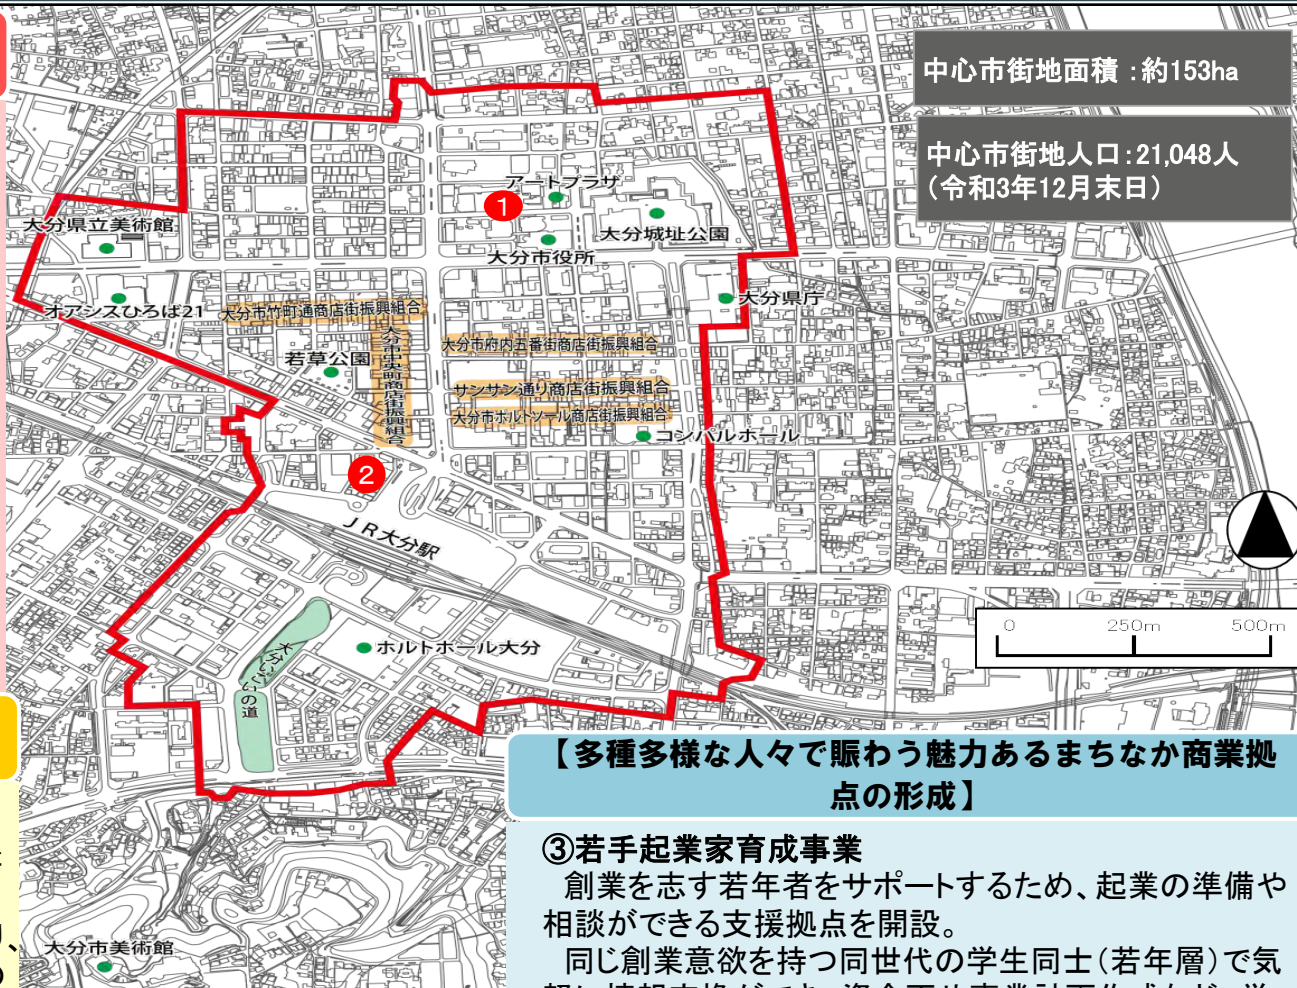 中心市街地面積：約153ha
中心市街地人口：21,048人
（令和3年12月末日）
アートプラザ
1
大分県立美術館
大分城址公園
大分市役所
オアシスひろば21
大分市竹町通商店街振興組合
大分県庁
大分市中央町商店街振興組合
大分市府内五番街商店街振興組合
若草公園
サンサン通り商店街振興組合
大分市ポルトソール商店街振興組合
コンパルホール
2
JR大分駅
0 250m 500m
大分いこいの道
ホルトホール大分
【多種多様な人々で賑わう魅力あるまちなか商業拠
点の形成】
③若手起業家育成事業
創業を志す若年者をサポートするため、起業の準備や
相談ができる支援拠点を開設。
同じ創業意欲を持つ同世代の学生同士（若年層）で気
大分市美術館